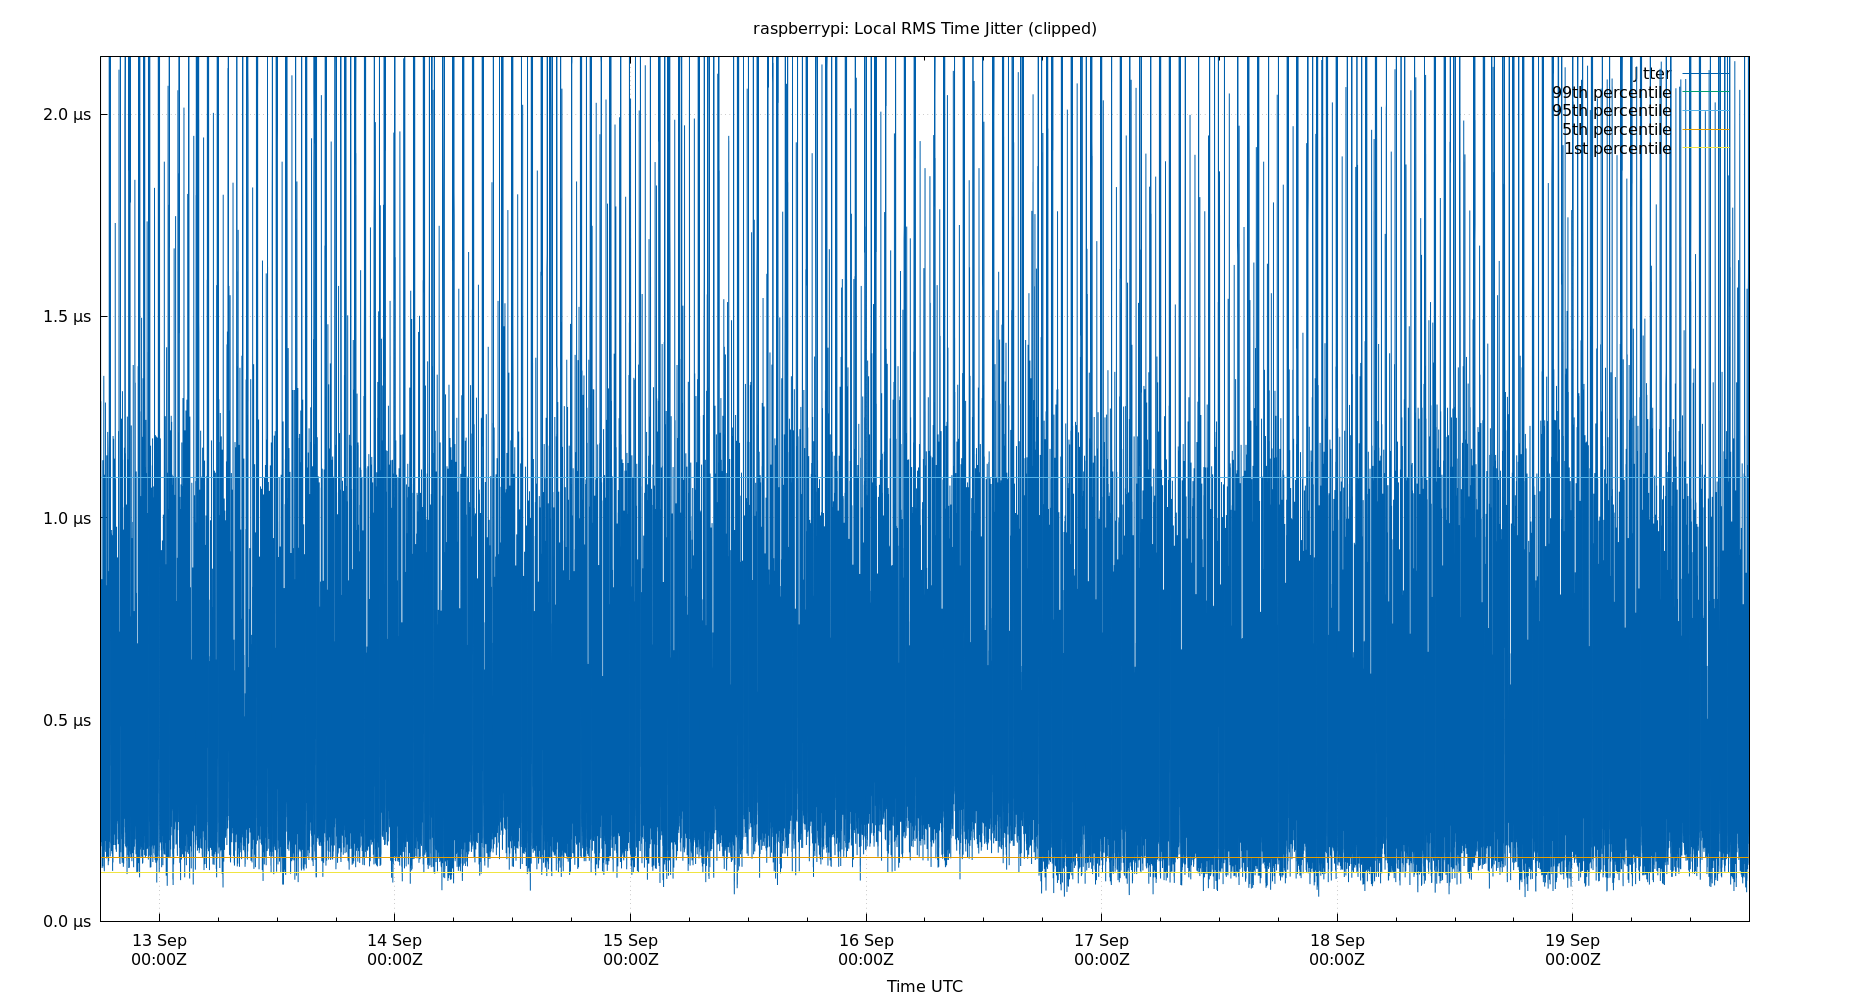 raspberrypi: Local RMS Time Jitter (clipped)
Jitter
99th percentile
95th percentile
5th percentile
1st percentile
2.0 µs
1.5 µs
1.0 µs
0.5 µs
0.0 µs
13 Sep
00:00Z
14 Sep
00:00Z
15 Sep
00:00Z
16 Sep
00:00Z
17 Sep
00:00Z
18 Sep
00:00Z
19 Sep
00:00Z
Time UTC